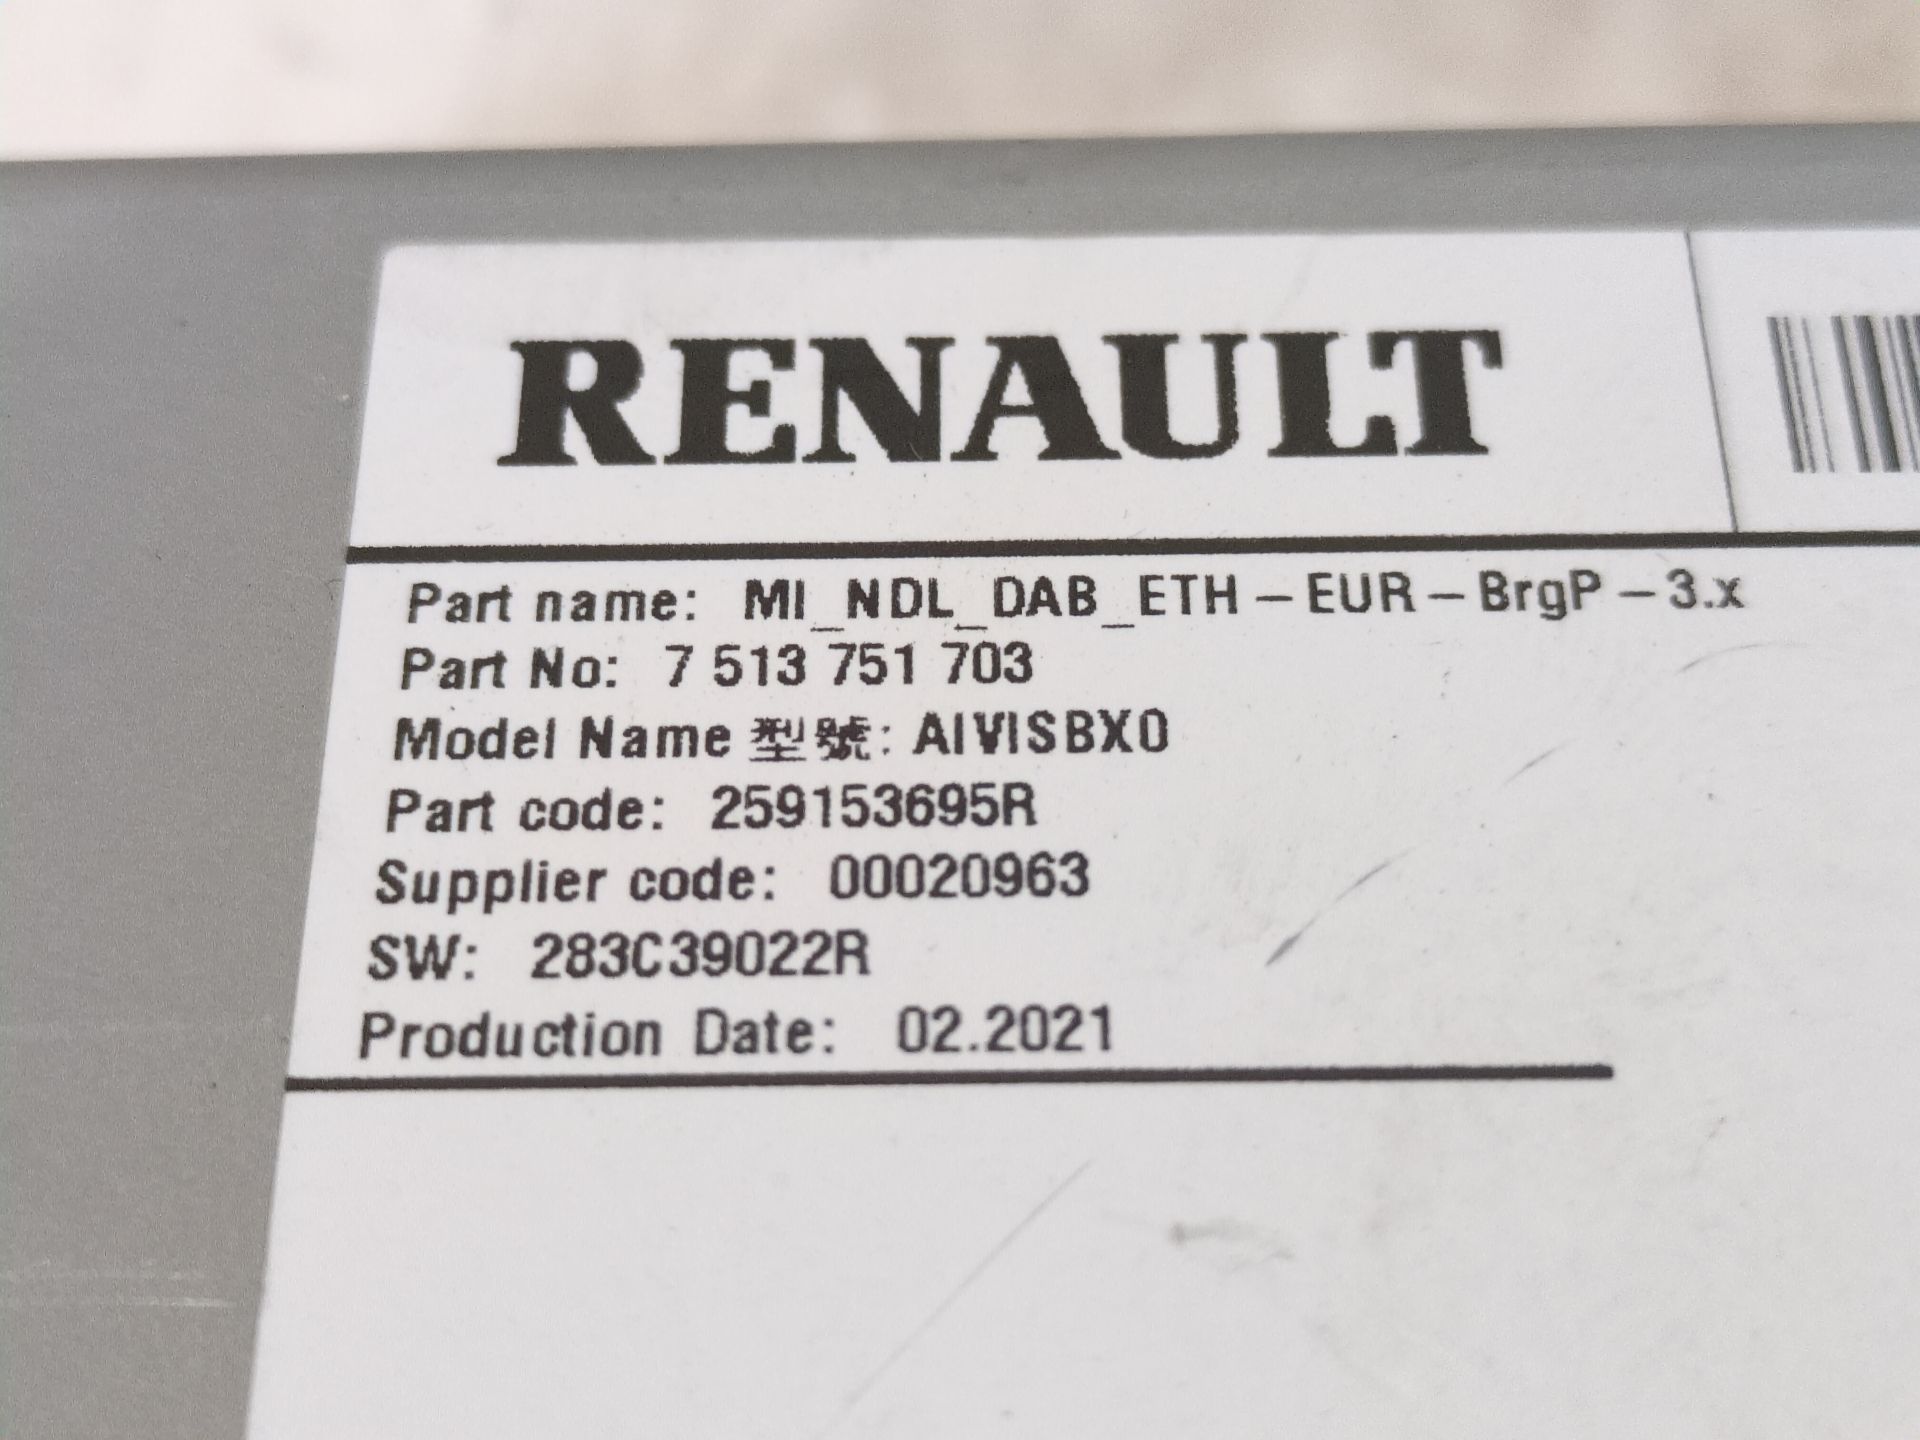 RENAULT
Part name: MI_NDL_DAB_ETH-EUR-BrgP-3.x
Part No: 7 513 751 703
Model Name 型號: AIVISBX0
Part code: 259153695R
Supplier code: 00020963
SW: 283C39022R
Production Date: 02.2021